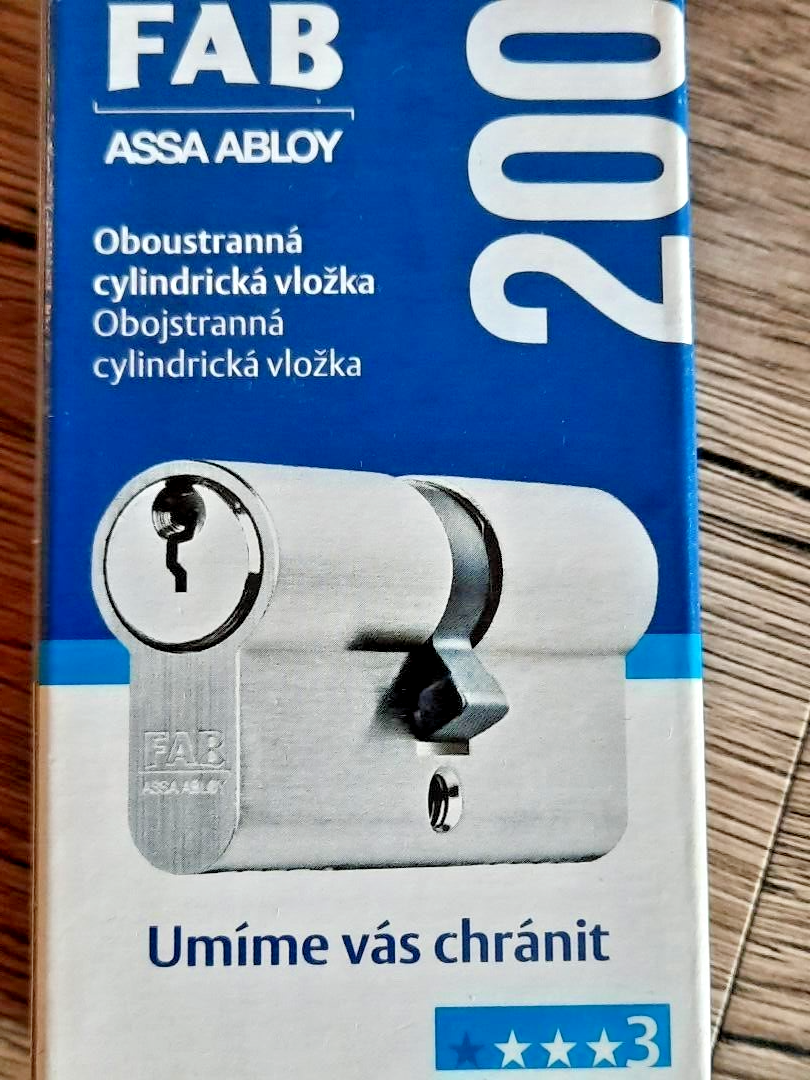 FAB
ASSA ABLOY
200
Oboustranná
cylindrická vložka
Obojstranná
cylindrická vložka
FAB
ASSA ABLOY
Umíme vás chránit
3